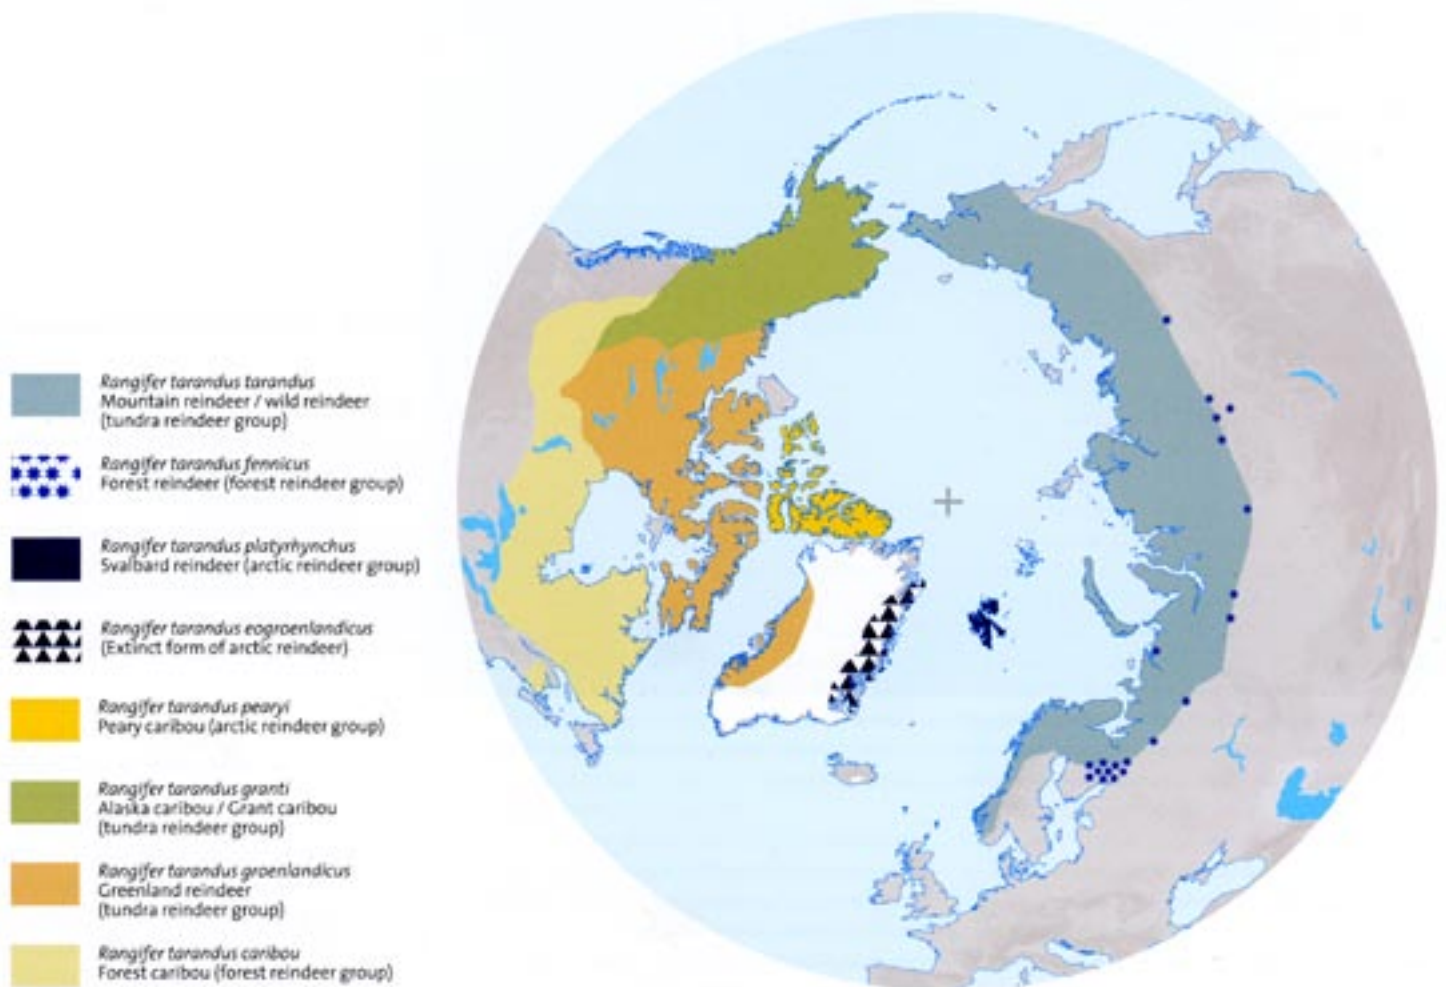 Rangifer tarandus tarandus
Mountain reindeer / wild reindeer
(tundra reindeer group)
Rangifer tarandus fennicus
Forest reindeer (forest reindeer group)
Rangifer tarandus platyrhynchus
Svalbard reindeer (arctic reindeer group)
Rangifer tarandus eogroenlandicus
(Extinct form of arctic reindeer)
Rangifer tarandus pearyi
Peary caribou (arctic reindeer group)
Rangifer tarandus granti
Alaska caribou / Grant caribou
(tundra reindeer group)
Rangifer tarandus groenlandicus
Greenland reindeer
(tundra reindeer group)
Rangifer tarandus caribou
Forest caribou (forest reindeer group)